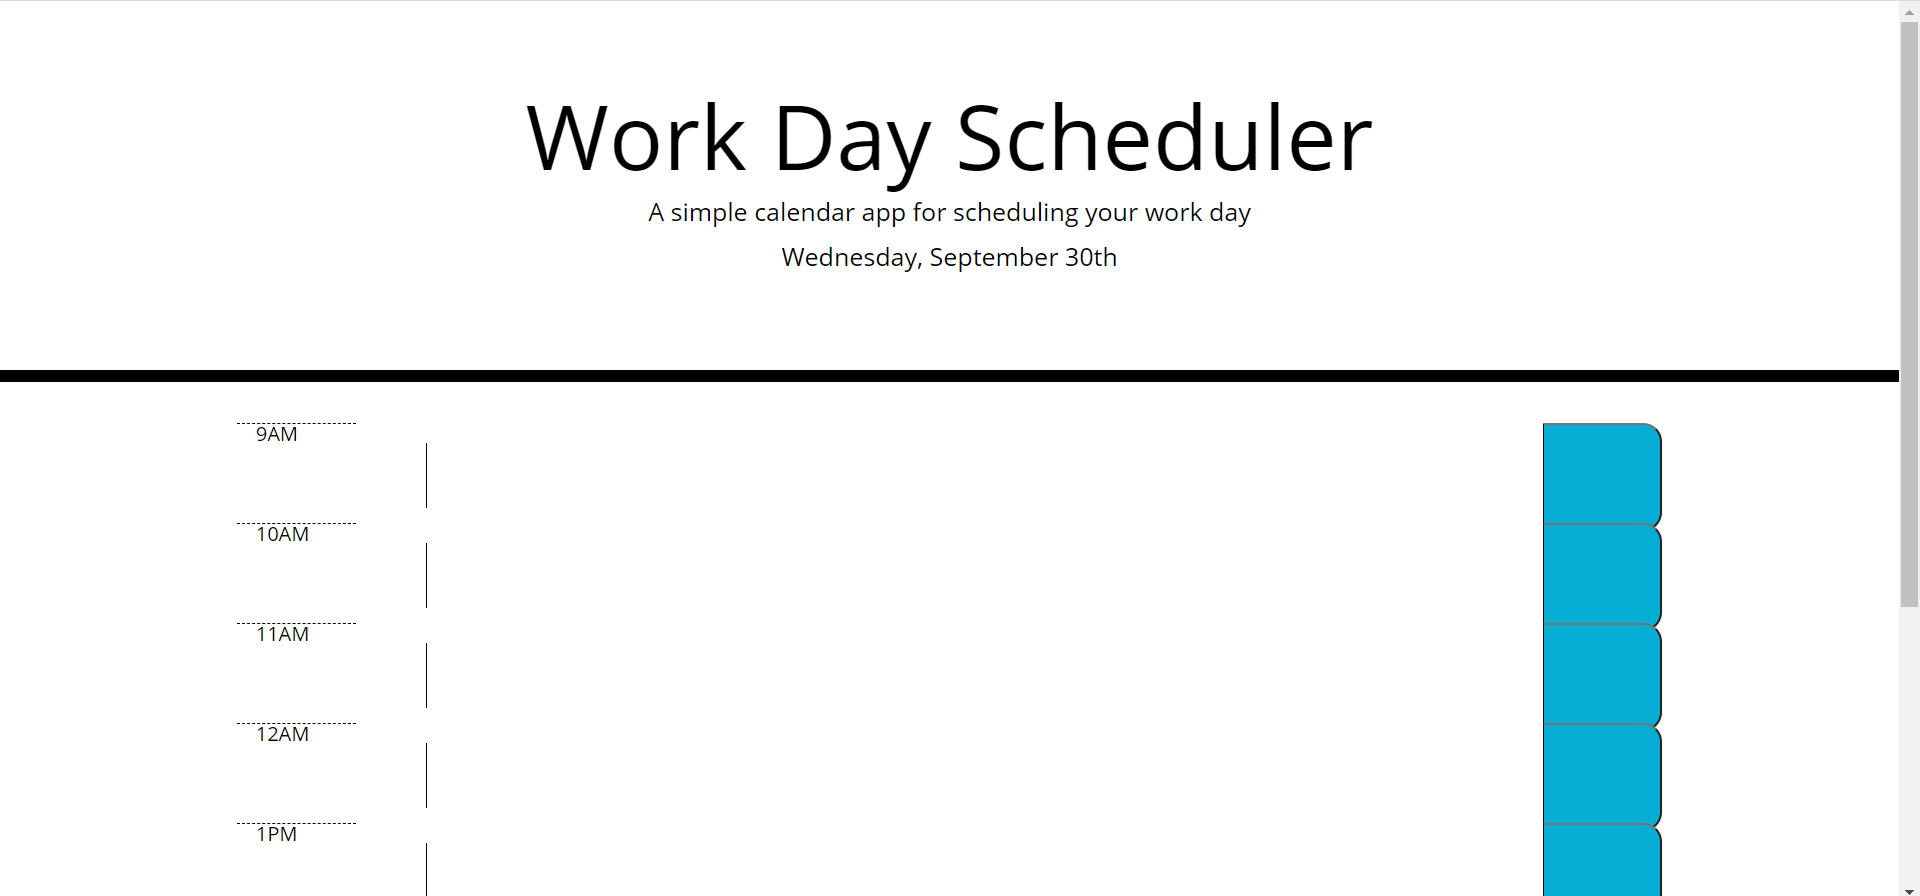 Work Day Scheduler
A simple calendar app for scheduling your work day
Wednesday, September 30th
9AM
10AM
11AM
12AM
1PM